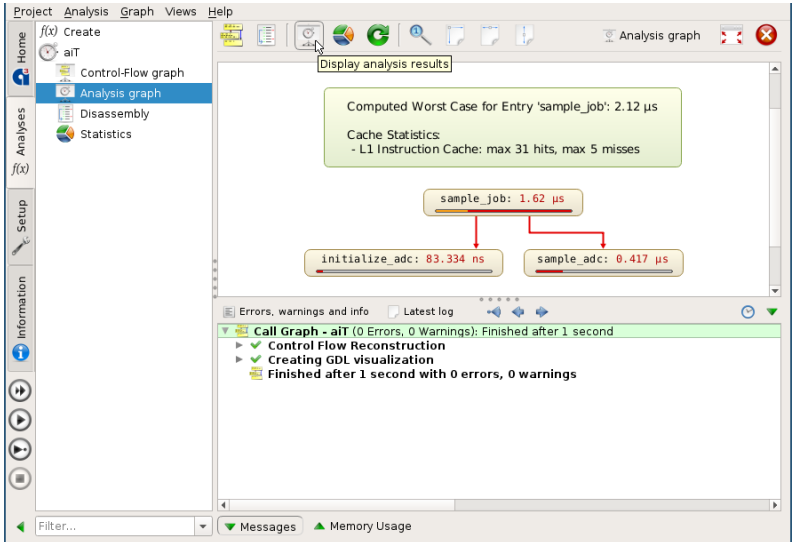 Project Analysis Graph Views Help
Home
Analyses
f(x)
Setup
Information
f(x) Create
aiT
Control-Flow graph
Analysis graph
Disassembly
Statistics
Filter...
Analysis graph
Display analysis results
Computed Worst Case for Entry 'sample_job': 2.12 µs
Cache Statistics:
- L1 Instruction Cache: max 31 hits, max 5 misses
sample_job: 1.62 µs
initialize_adc: 83.334 ns
sample_adc: 0.417 µs
Errors, warnings and info Latest log
Call Graph - aiT (0 Errors, 0 Warnings): Finished after 1 second
Control Flow Reconstruction
Creating GDL visualization
Finished after 1 second with 0 errors, 0 warnings
Messages Memory Usage